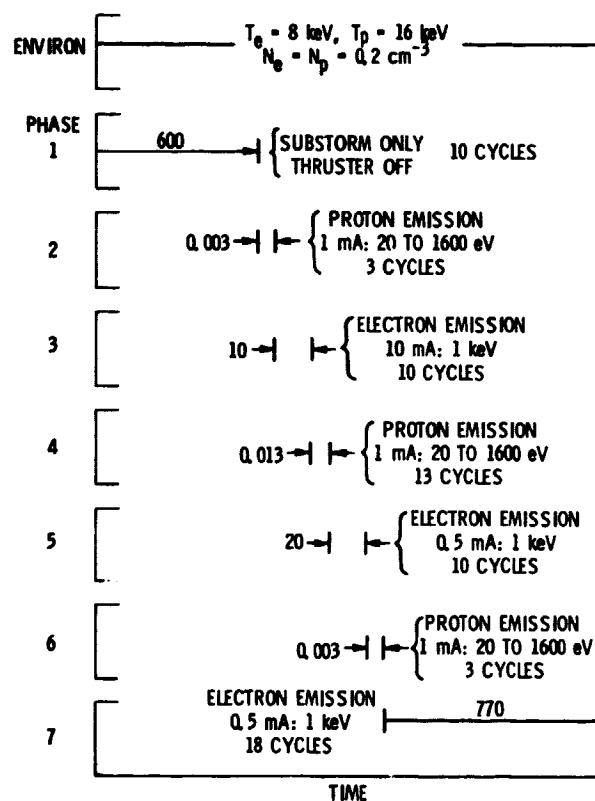 ENVIRON
T_e = 8 keV, T_p = 16 keV
N_e = N_p = 0.2 cm^-3
PHASE
1
600
SUBSTORM ONLY
THRUSTER OFF
10 CYCLES
2
0.003
PROTON EMISSION
1 mA: 20 TO 1600 eV
3 CYCLES
3
10
ELECTRON EMISSION
10 mA: 1 keV
10 CYCLES
4
0.013
PROTON EMISSION
1 mA: 20 TO 1600 eV
13 CYCLES
5
20
ELECTRON EMISSION
0.5 mA: 1 keV
10 CYCLES
6
0.003
PROTON EMISSION
1 mA: 20 TO 1600 eV
3 CYCLES
7
ELECTRON EMISSION
0.5 mA: 1 keV
18 CYCLES
770
TIME